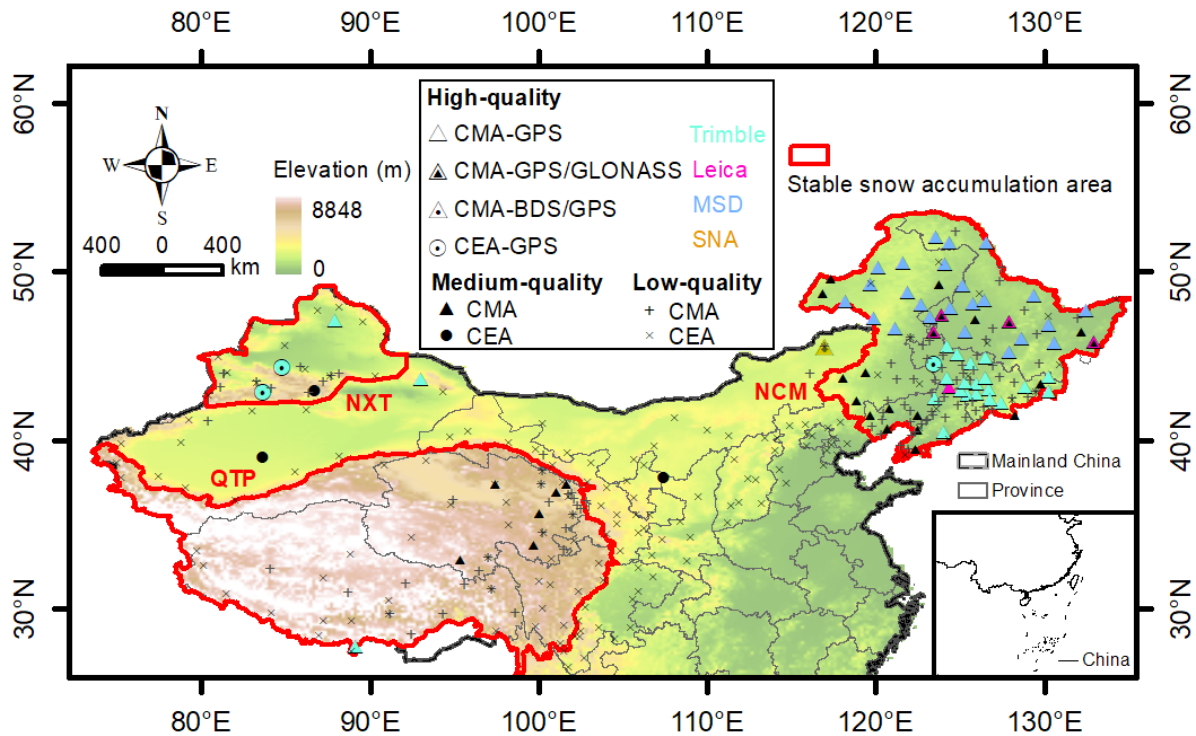 80°E 90°E 100°E 110°E 120°E 130°E
60°N
50°N
40°N
30°N
N
W E
S
400 0 400
km
Elevation (m)
8848
0
High-quality
CMA-GPS
CMA-GPS/GLONASS
CMA-BDS/GPS
CEA-GPS
Trimble
Leica
MSD
SNA
Medium-quality
CMA
CEA
Low-quality
CMA
CEA
Stable snow accumulation area
NXT
NCM
QTP
Mainland China
Province
China
60°N
50°N
40°N
30°N
80°E 90°E 100°E 110°E 120°E 130°E